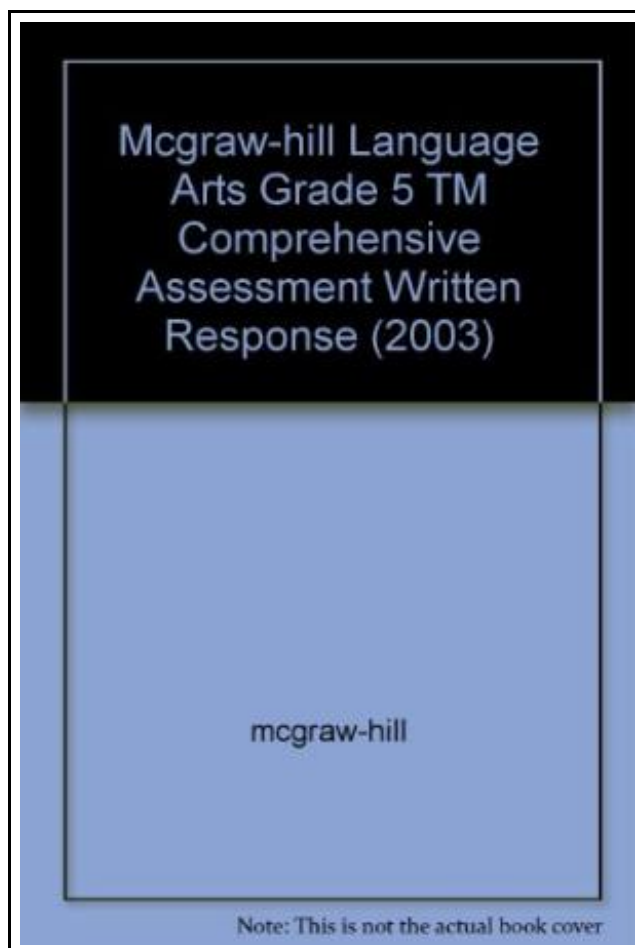 Mcgraw-hill Language
Arts Grade 5 TM
Comprehensive
Assessment Written
Response (2003)
mcgraw-hill
Note: This is not the actual book cover